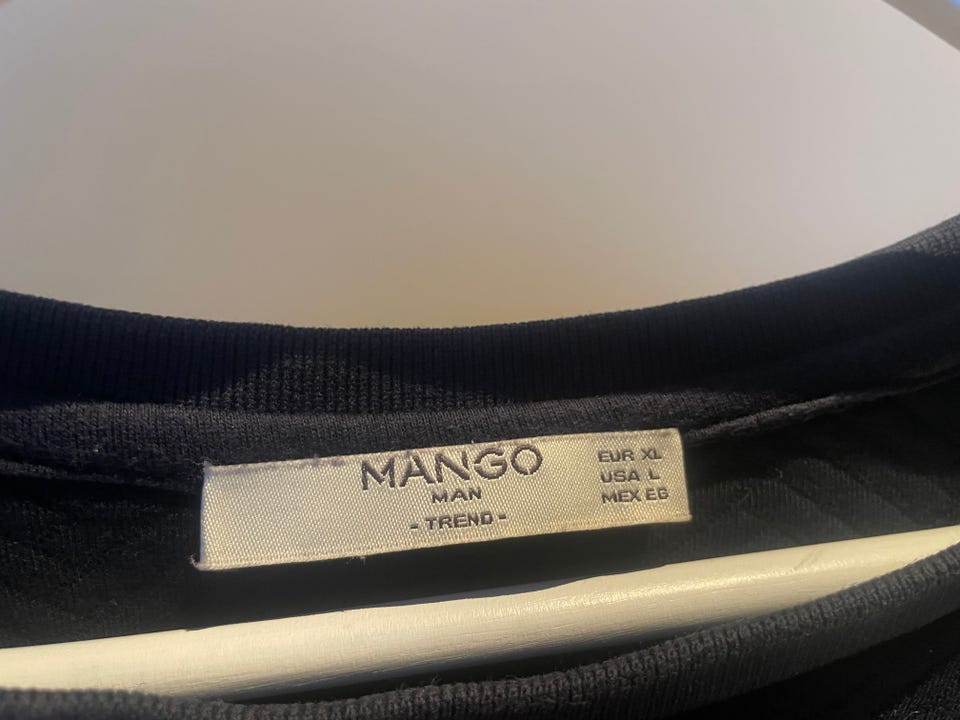 MANGO
MAN
- TREND -
EUR XL
USA L
MEX EG